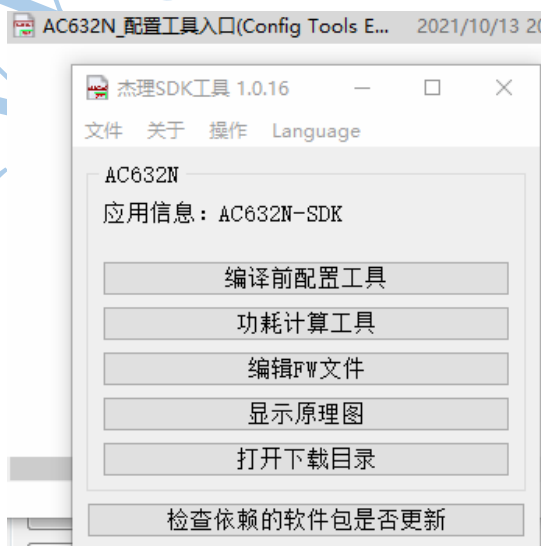 AC632N_配置工具入口(Config Tools E... 2021/10/13 20
杰理SDK工具 1.0.16
文件 关于 操作 Language
AC632N
应用信息：AC632N-SDK
编译前配置工具
功耗计算工具
编辑FW文件
显示原理图
打开下载目录
检查依赖的软件包是否更新